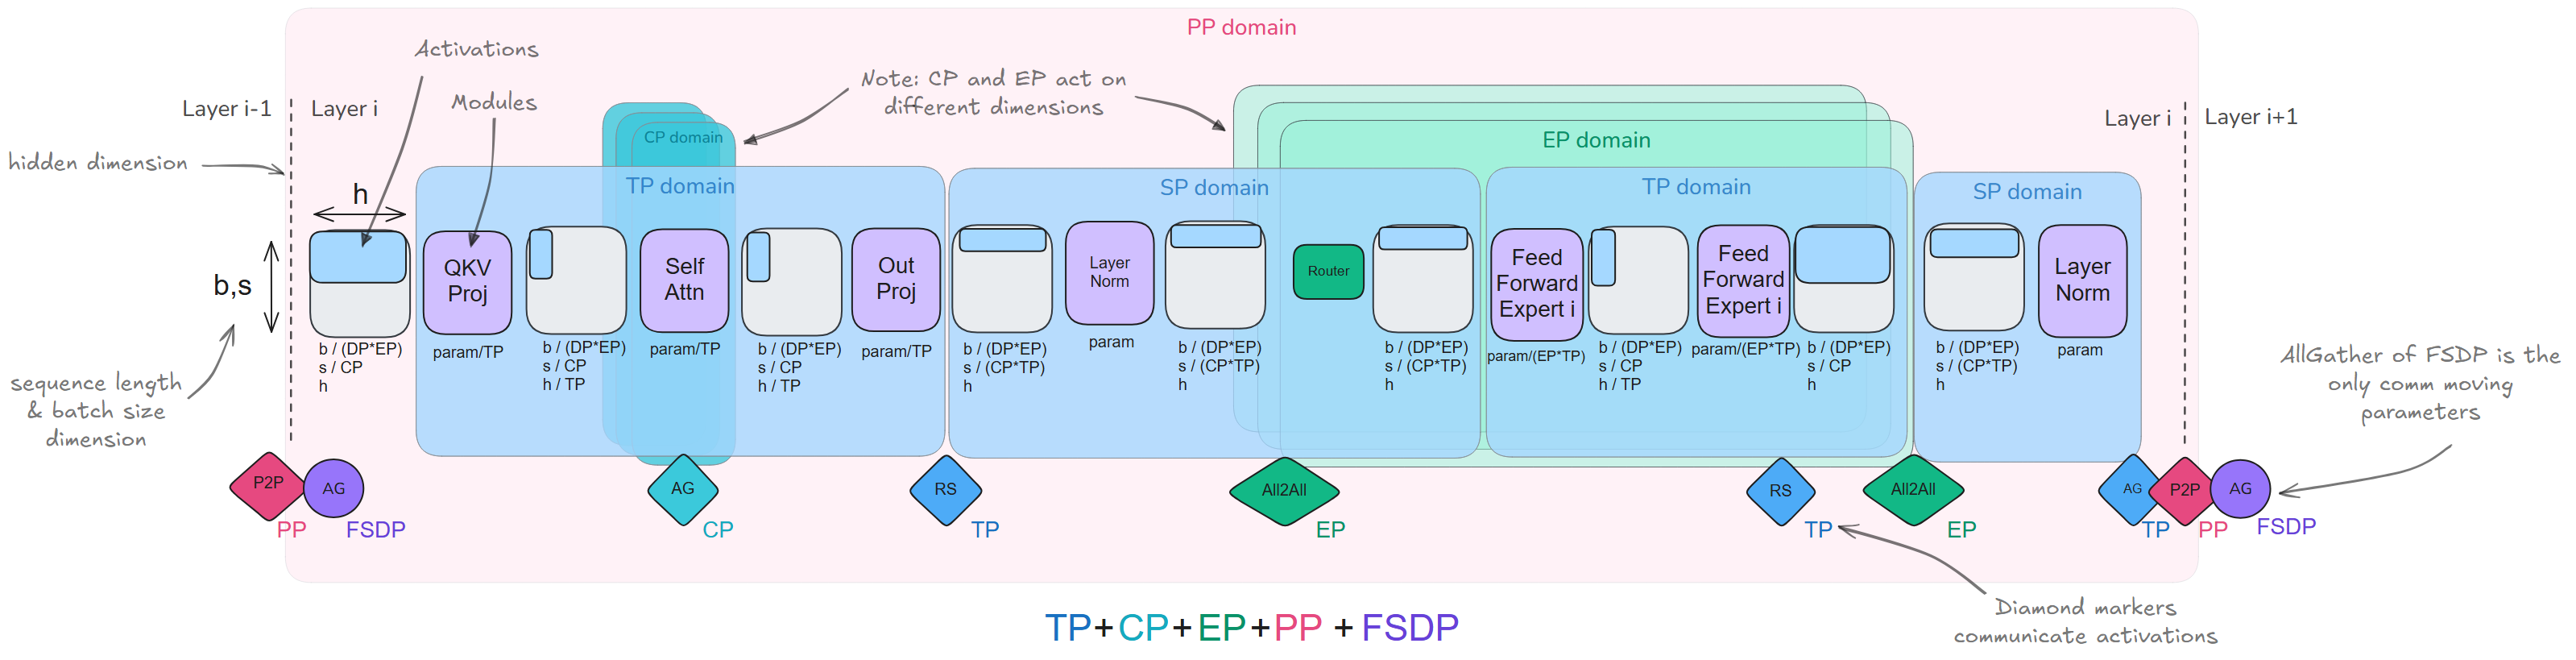 PP domain
Activations
Modules
Note: CP and EP act on
different dimensions
Layer i-1
Layer i
Layer i
Layer i+1
hidden dimension
CP domain
EP domain
TP domain
SP domain
TP domain
SP domain
h
b,s
QKV
Proj
Self
Attn
Out
Proj
Layer
Norm
Router
Feed
Forward
Expert i
Feed
Forward
Expert i
Layer
Norm
b / (DP*EP)
s / CP
h
param/TP
b / (DP*EP)
s / CP
h / TP
param/TP
b / (DP*EP)
s / CP
h / TP
param/TP
b / (DP*EP)
s / (CP*TP)
h
param
b / (DP*EP)
s / (CP*TP)
h
b / (DP*EP)
s / (CP*TP)
h
param/(EP*TP)
b / (DP*EP)
s / CP
h / TP
param/(EP*TP)
b / (DP*EP)
s / CP
h
b / (DP*EP)
s / (CP*TP)
h
param
sequence length
& batch size
dimension
AllGather of FSDP is the
only comm moving
parameters
P2P
PP
AG
FSDP
AG
CP
RS
TP
All2All
EP
RS
TP
All2All
EP
AG
TP
P2P
PP
AG
FSDP
Diamond markers
communicate activations
TP+CP+EP+PP + FSDP